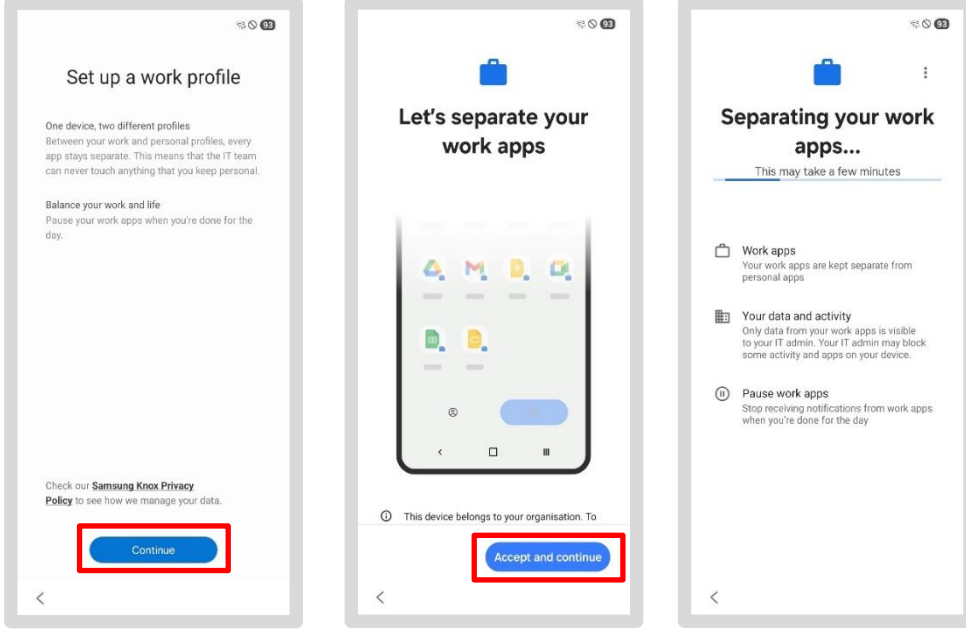 93
Set up a work profile
One device, two different profiles
Between your work and personal profiles, every
app stays separate. This means that the IT team
can never touch anything that you keep personal.
Balance your work and life
Pause your work apps when you're done for the
day.
Check our Samsung Knox Privacy
Policy to see how we manage your data.
Continue
93
Let's separate your
work apps
This device belongs to your organisation. To
Accept and continue
93
Separating your work
apps...
This may take a few minutes
Work apps
Your work apps are kept separate from
personal apps
Your data and activity
Only data from your work apps is visible
to your IT admin. Your IT admin may block
some activity and apps on your device.
Pause work apps
Stop receiving notifications from work apps
when you're done for the day